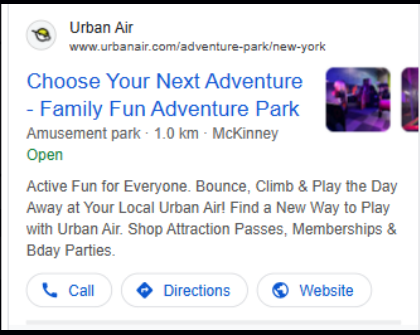 Urban Air
www.urbanair.com/adventure-park/new-york
Choose Your Next Adventure
- Family Fun Adventure Park
Amusement park · 1.0 km · McKinney
Open
Active Fun for Everyone. Bounce, Climb & Play the Day
Away at Your Local Urban Air! Find a New Way to Play
with Urban Air. Shop Attraction Passes, Memberships &
Bday Parties.
Call
Directions
Website